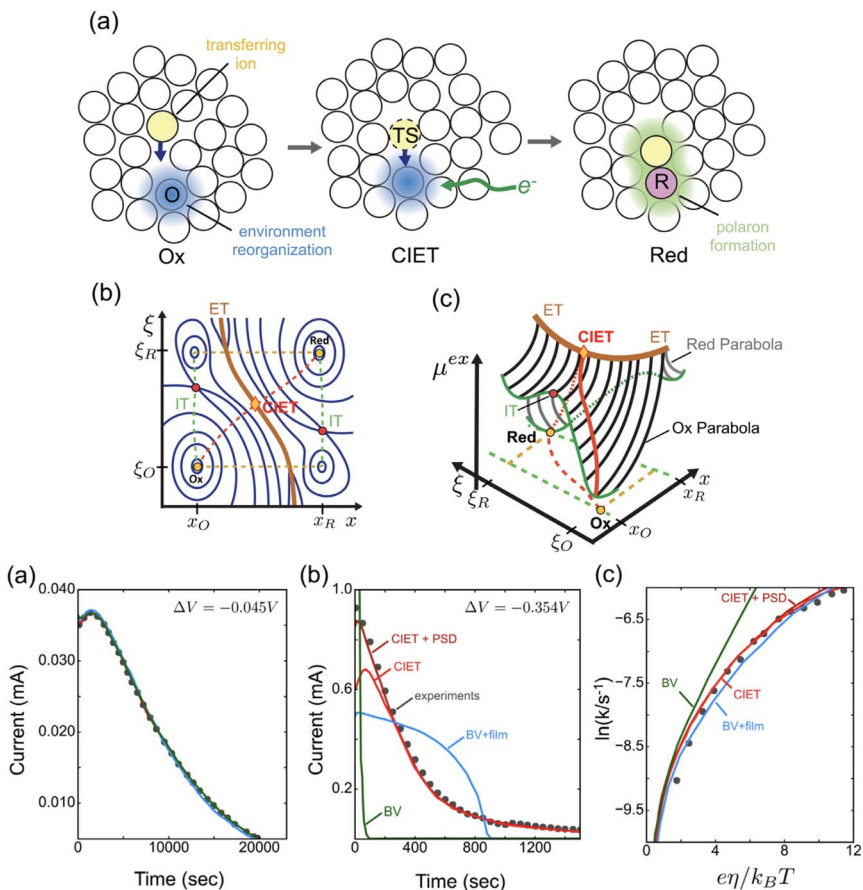 (a)
transferring
ion
TS
O
R
e-
environment
reorganization
polaron
formation
Ox
CIET
Red
(b)
ET
ξ
ξR
Red
IT
CIET
IT
ξO
Ox
xO
xR
x
(c)
ET
CIET
ET
Red Parabola
μex
IT
Red
Ox Parabola
ξ
ξR
x
xR
Ox
ξO
xO
(a)
ΔV = −0.045V
0.040
0.030
0.020
0.010
Current (mA)
0
10000
20000
Time (sec)
(b)
ΔV = −0.354V
1.0
0.6
0.2
CIET + PSD
CIET
experiments
BV+film
BV
Current (mA)
0
400
800
1200
Time (sec)
(c)
-6.0
-7.0
-8.0
-9.0
CIET + PSD
BV
CIET
BV+film
ln(k/s-1)
0
4
8
12
eη/kBT